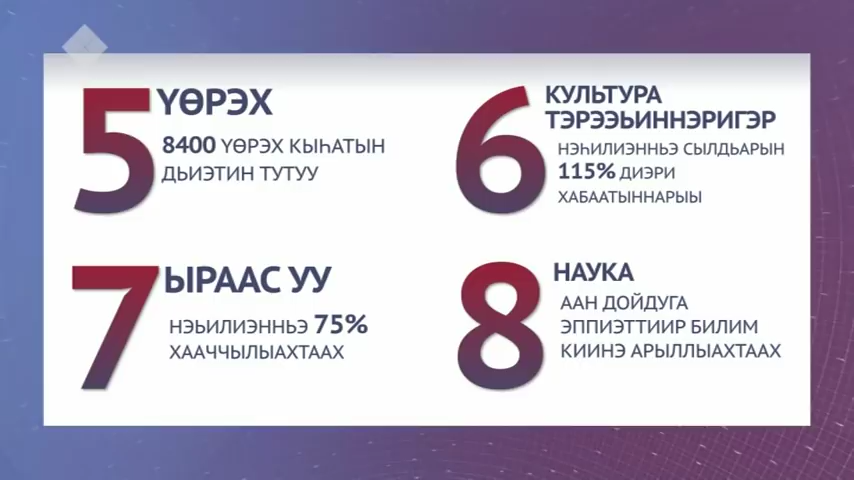 5 ҮӨРЭХ
8400 ҮӨРЭХ КЫҺАТЫН
ДЬИЭТИН ТУТУУ
6 КУЛЬТУРА
ТЭРЭЭЬИННЭРИГЭР
НЭҺИЛИЭННЬЭ СЫЛДЬАРЫН
115% ДИЭРИ
ХАБААТЫННАРЫЫ
7 ЫРААС УУ
НЭЬИЛИЭННЬЭ 75%
ХААЧЧЫЛЫАХТААХ
8 НАУКА
ААН ДОЙДУГА
ЭППИЭТТИИР БИЛИМ
КИИНЭ АРЫЛЛЫАХТААХ